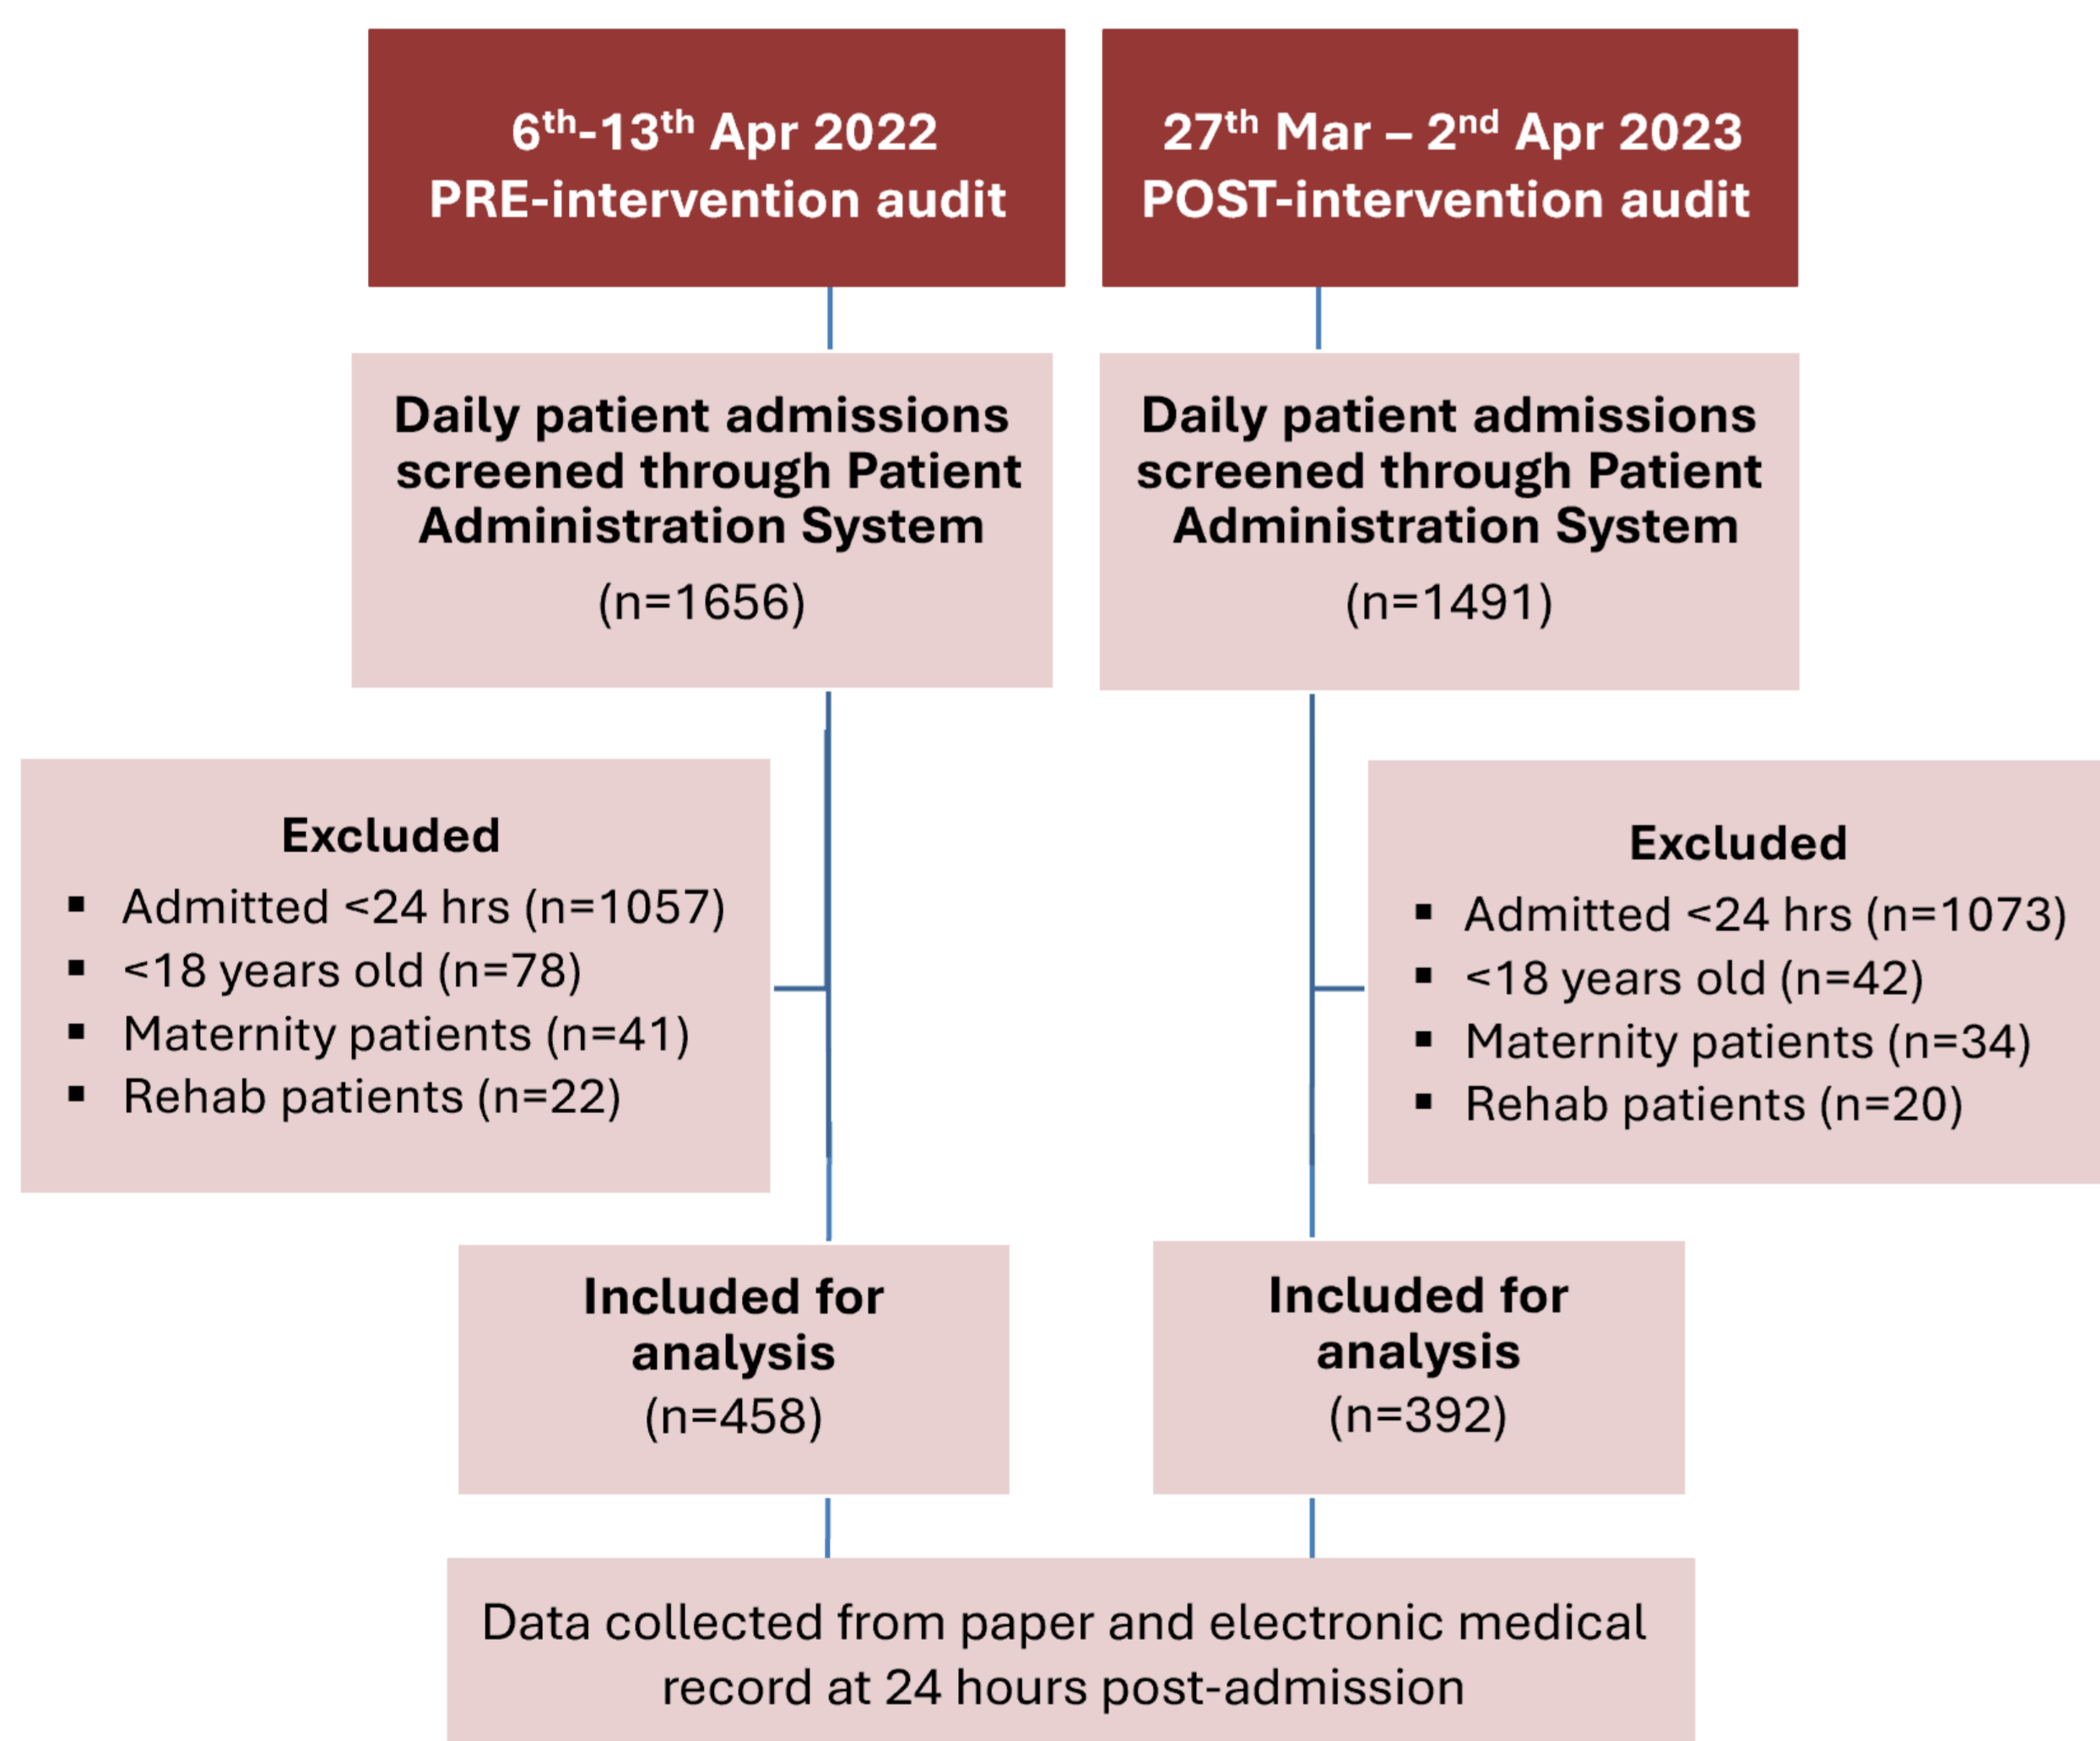 6th-13th Apr 2022
PRE-intervention audit
27th Mar – 2nd Apr 2023
POST-intervention audit
Daily patient admissions
screened through Patient
Administration System
(n=1656)
Daily patient admissions
screened through Patient
Administration System
(n=1491)
Excluded
▪ Admitted <24 hrs (n=1057)
▪ <18 years old (n=78)
▪ Maternity patients (n=41)
▪ Rehab patients (n=22)
Excluded
▪ Admitted <24 hrs (n=1073)
▪ <18 years old (n=42)
▪ Maternity patients (n=34)
▪ Rehab patients (n=20)
Included for
analysis
(n=458)
Included for
analysis
(n=392)
Data collected from paper and electronic medical
record at 24 hours post-admission